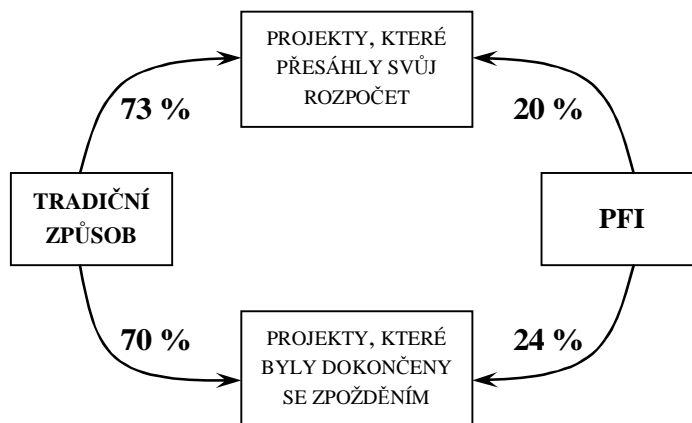 PROJEKTY, KTERÉ
PŘESÁHLY SVŮJ
ROZPOČET
73 %
20 %
TRADIČNÍ
ZPŮSOB
PFI
70 %
PROJEKTY, KTERÉ
BYLY DOKONČENY
SE ZPOŽDĚNÍM
24 %